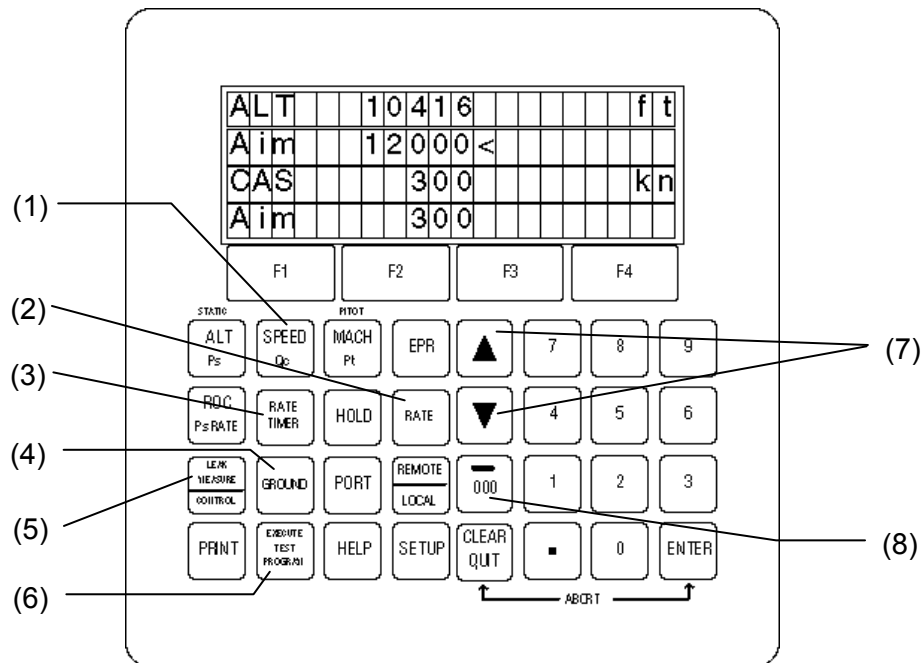 ALT 10416 ft
Aim 12000<
CAS 300 kn
Aim 300
F1 F2 F3 F4
STATIC PITOT
ALT Ps
SPEED Qc
MACH Pt
EPR
▲
7 8 9
ROC Ps RATE
RATE TIMER
HOLD
RATE
▼
4 5 6
LEAK MEASURE CONTROL
GROUND
PORT
REMOTE LOCAL
— 000
1 2 3
PRINT
EXECUTE TEST PROGRAM
HELP
SETUP
CLEAR QUIT
.
0
ENTER
ABORT
(1)
(2)
(3)
(4)
(5)
(6)
(7)
(8)